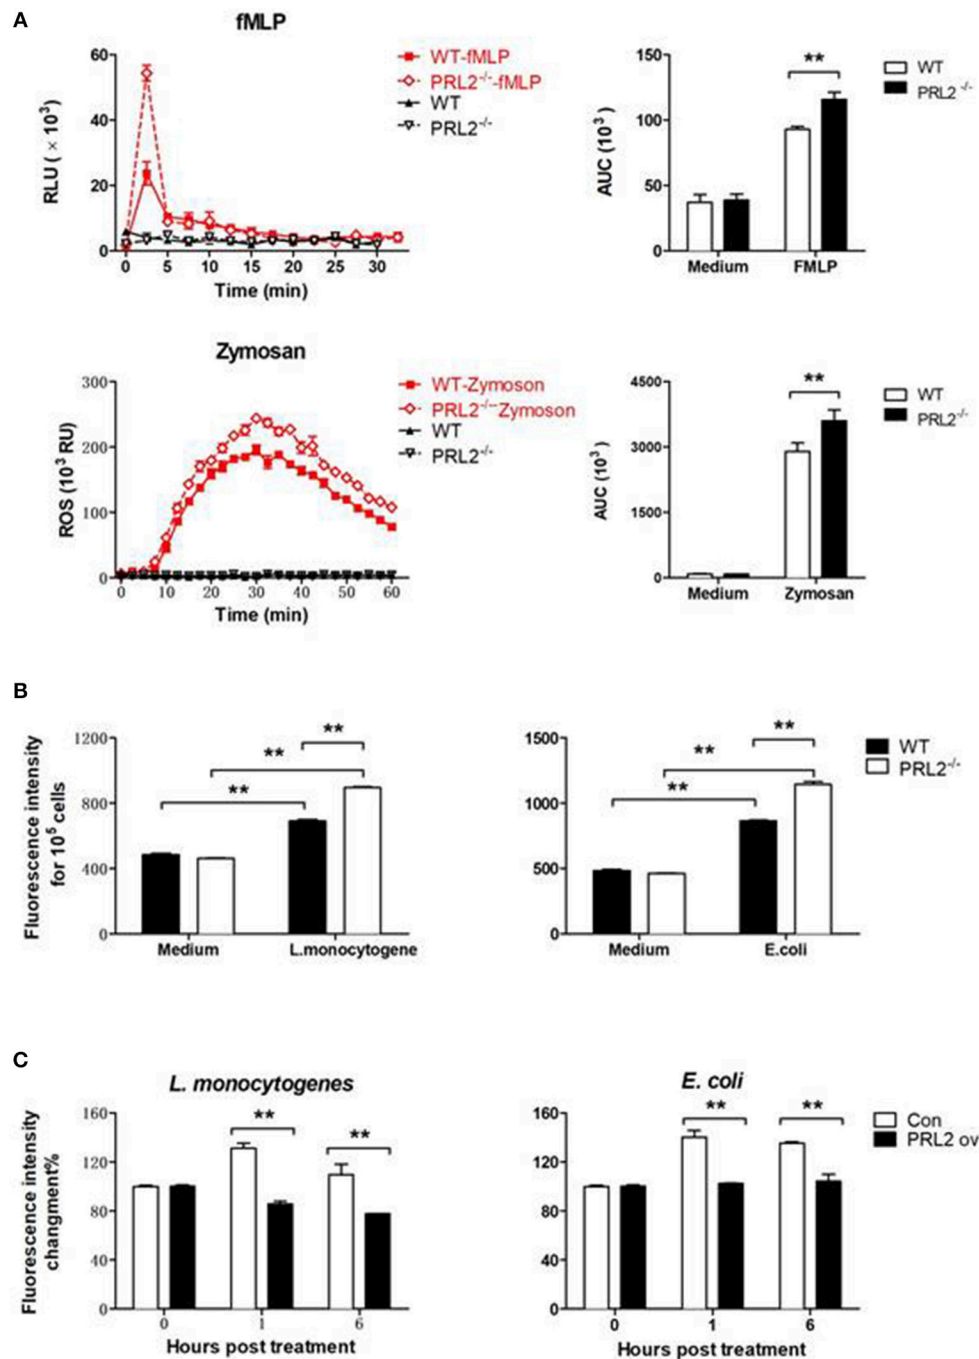 A
fMLP
RLU ( × 10³)
60
40
20
0
0 5 10 15 20 25 30
Time (min)
WT-fMLP
PRL2⁻/⁻-fMLP
WT
PRL2⁻/⁻
AUC (10³)
150
100
50
0
**
Medium FMLP
WT
PRL2⁻/⁻
Zymosan
ROS (10³ RU)
300
200
100
0
0 10 20 30 40 50 60
Time (min)
WT-Zymoson
PRL2⁻/⁻-Zymoson
WT
PRL2⁻/⁻
AUC (10³)
4500
3000
1500
0
**
Medium Zymosan
WT
PRL2⁻/⁻
B
Fluorescence intensity
for 10⁵ cells
1200
800
400
0
**
**
**
Medium L.monocytogene
1500
1000
500
0
**
**
**
Medium E.coli
WT
PRL2⁻/⁻
C
L. monocytogenes
Fluorescence intensity
changment%
160
120
80
40
0
**
**
0 1 6
Hours post treatment
E. coli
160
120
80
40
0
**
**
0 1 6
Hours post treatment
Con
PRL2 ov